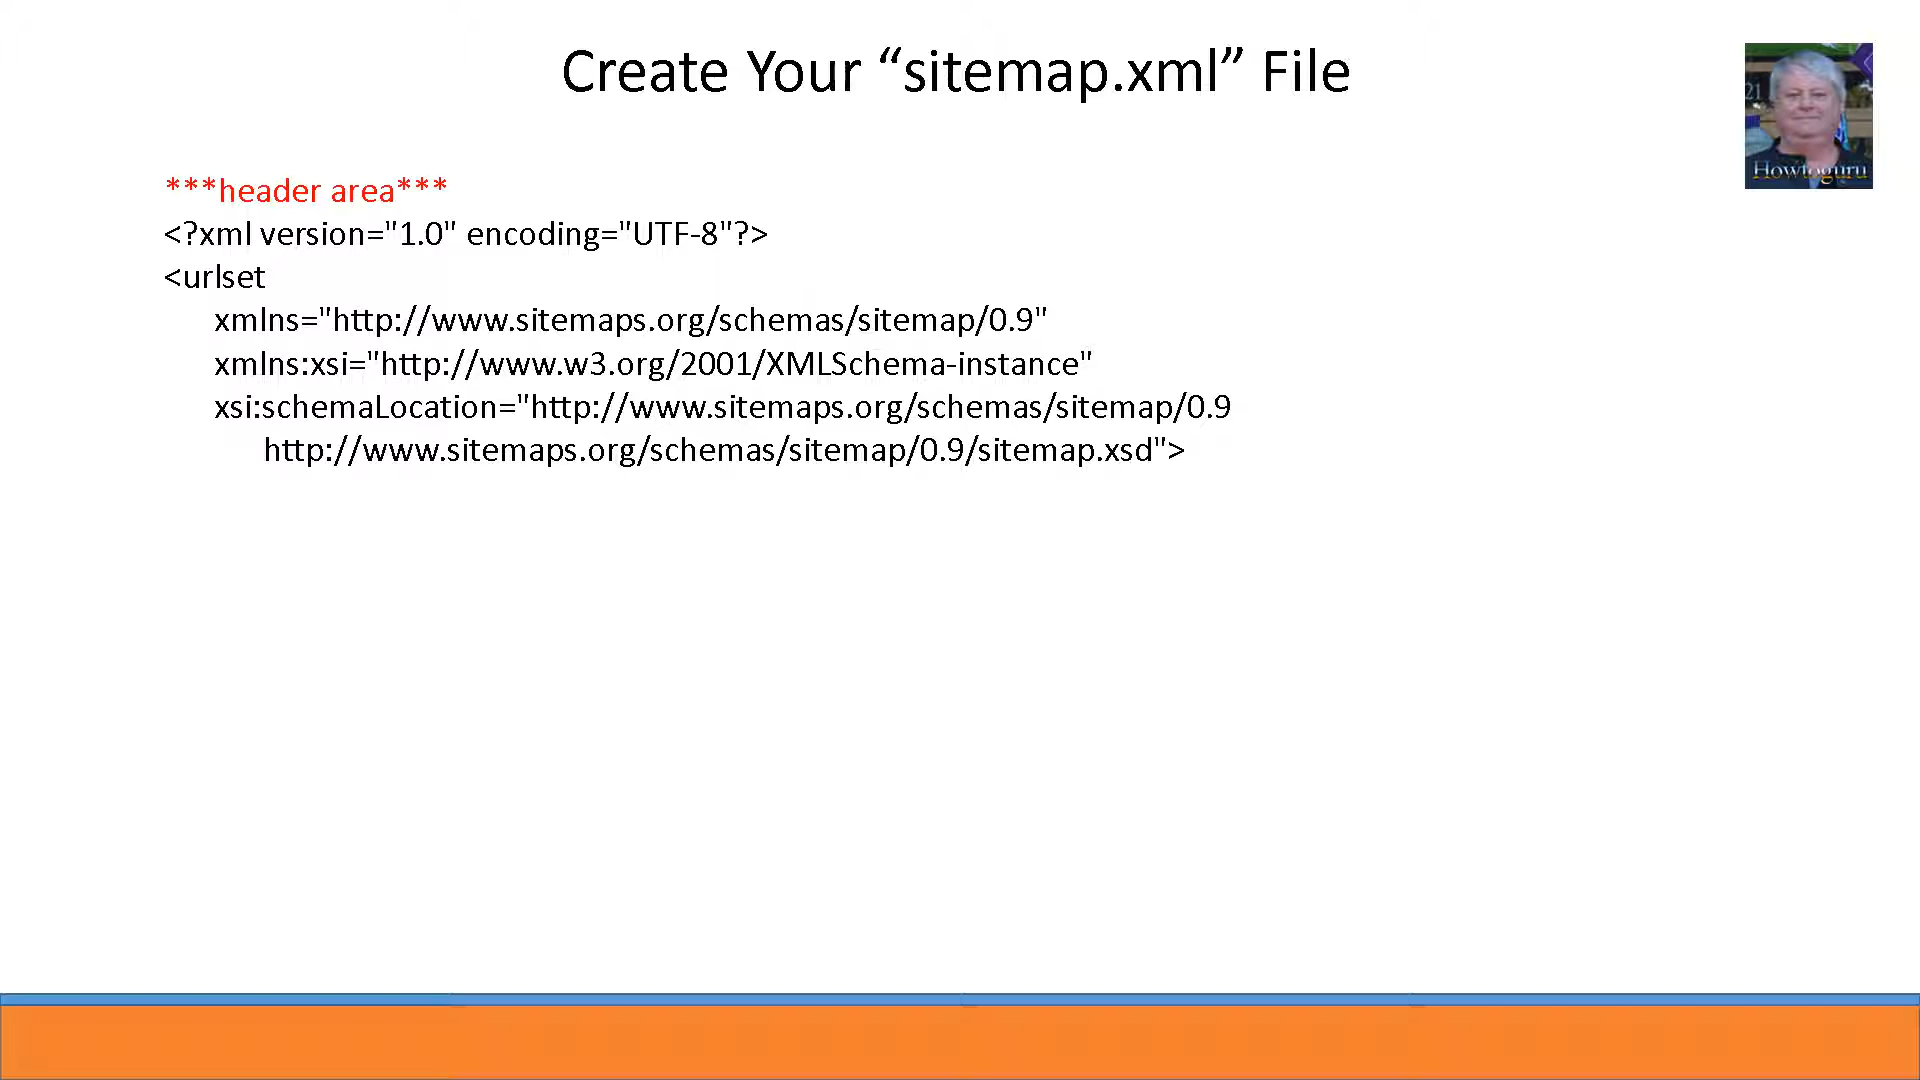 Create Your “sitemap.xml” File
21
Howtoguru
***header area***
<?xml version="1.0" encoding="UTF-8"?>
<urlset
xmlns="http://www.sitemaps.org/schemas/sitemap/0.9"
xmlns:xsi="http://www.w3.org/2001/XMLSchema-instance"
xsi:schemaLocation="http://www.sitemaps.org/schemas/sitemap/0.9
http://www.sitemaps.org/schemas/sitemap/0.9/sitemap.xsd">